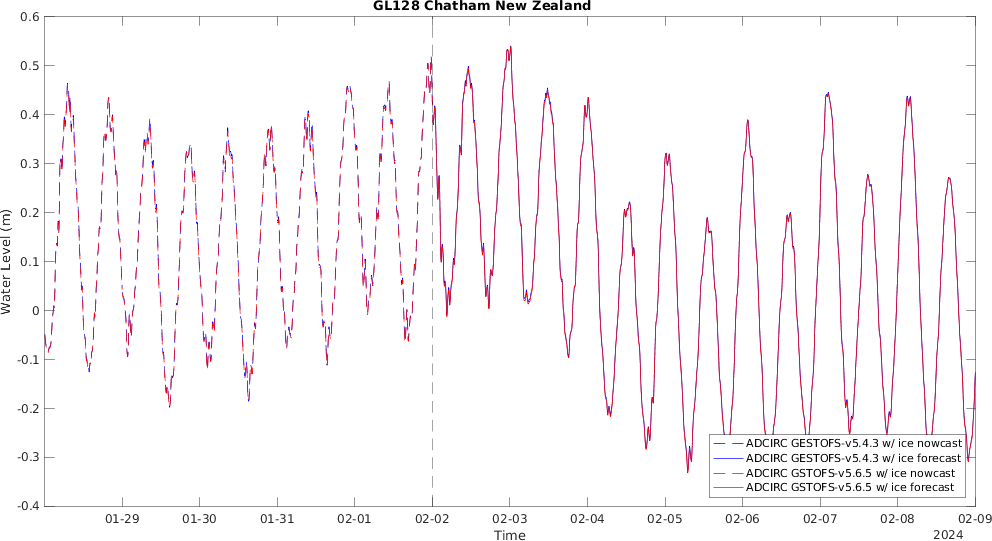 GL128 Chatham New Zealand
0.6
0.5
0.4
0.3
0.2
0.1
0
-0.1
-0.2
-0.3
-0.4
Water Level (m)
ADCIRC GESTOFS-v5.4.3 w/ ice nowcast
ADCIRC GESTOFS-v5.4.3 w/ ice forecast
ADCIRC GSTOFS-v5.6.5 w/ ice nowcast
ADCIRC GSTOFS-v5.6.5 w/ ice forecast
01-29 01-30 01-31 02-01 02-02 02-03 02-04 02-05 02-06 02-07 02-08 02-09
Time
2024